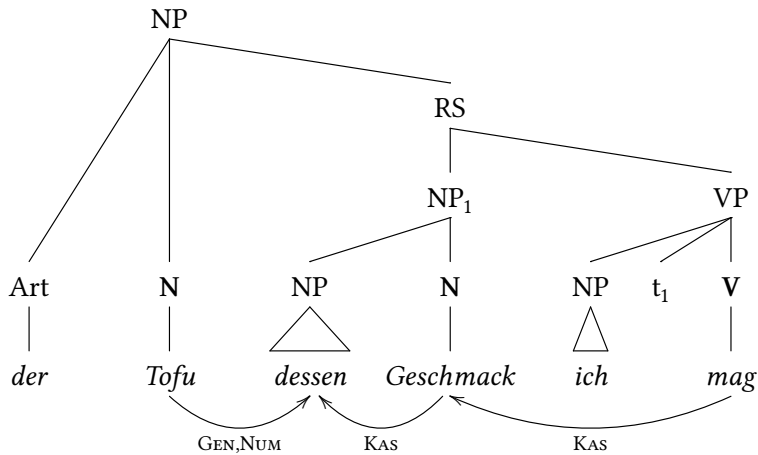 NP
RS
NP₁ VP
Art N NP N NP t₁ V
der Tofu dessen Geschmack ich mag
GEN,NUM KAS KAS